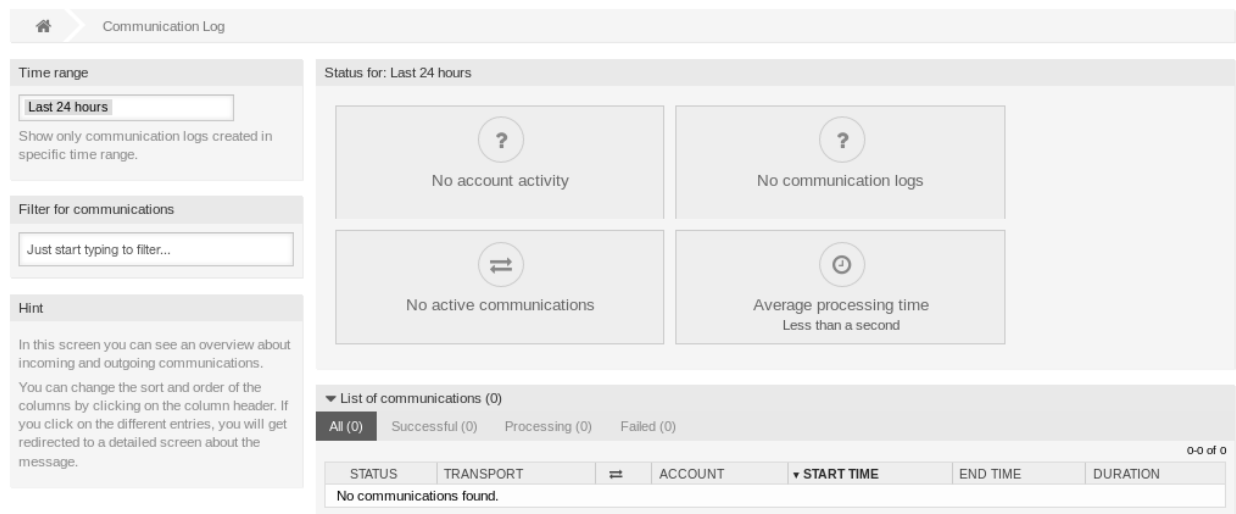 Communication Log
Time range
Last 24 hours
Show only communication logs created in
specific time range.
Filter for communications
Just start typing to filter...
Hint
In this screen you can see an overview about
incoming and outgoing communications.
You can change the sort and order of the
columns by clicking on the column header. If
you click on the different entries, you will get
redirected to a detailed screen about the
message.
Status for: Last 24 hours
?
No account activity
?
No communication logs
No active communications
Average processing time
Less than a second
List of communications (0)
All (0) Successful (0) Processing (0) Failed (0)
0-0 of 0
STATUS TRANSPORT ⇄ ACCOUNT ▾ START TIME END TIME DURATION
No communications found.